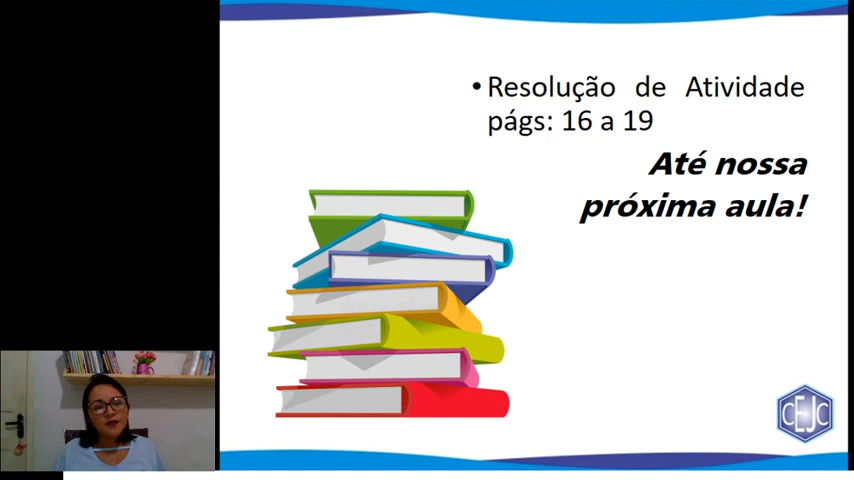 • Resolução de Atividade
págs: 16 a 19
Até nossa
próxima aula!
CEJC